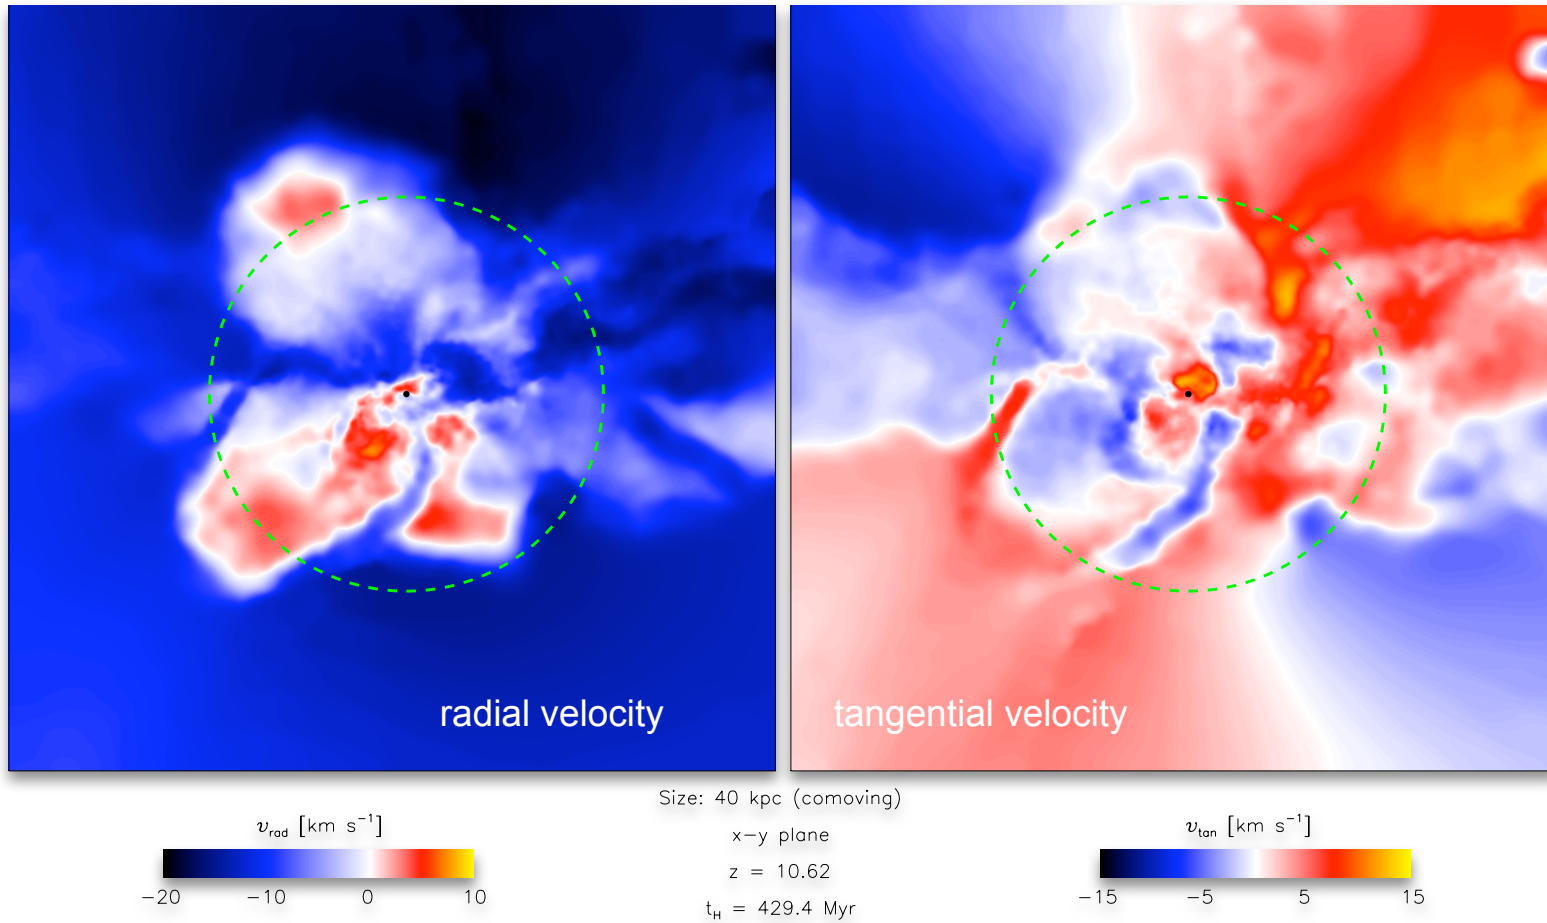 radial velocity
tangential velocity
Size: 40 kpc (comoving)
x-y plane
z = 10.62
t_H = 429.4 Myr
v_rad [km s⁻¹]
-20 -10 0 10
v_tan [km s⁻¹]
-15 -5 5 15